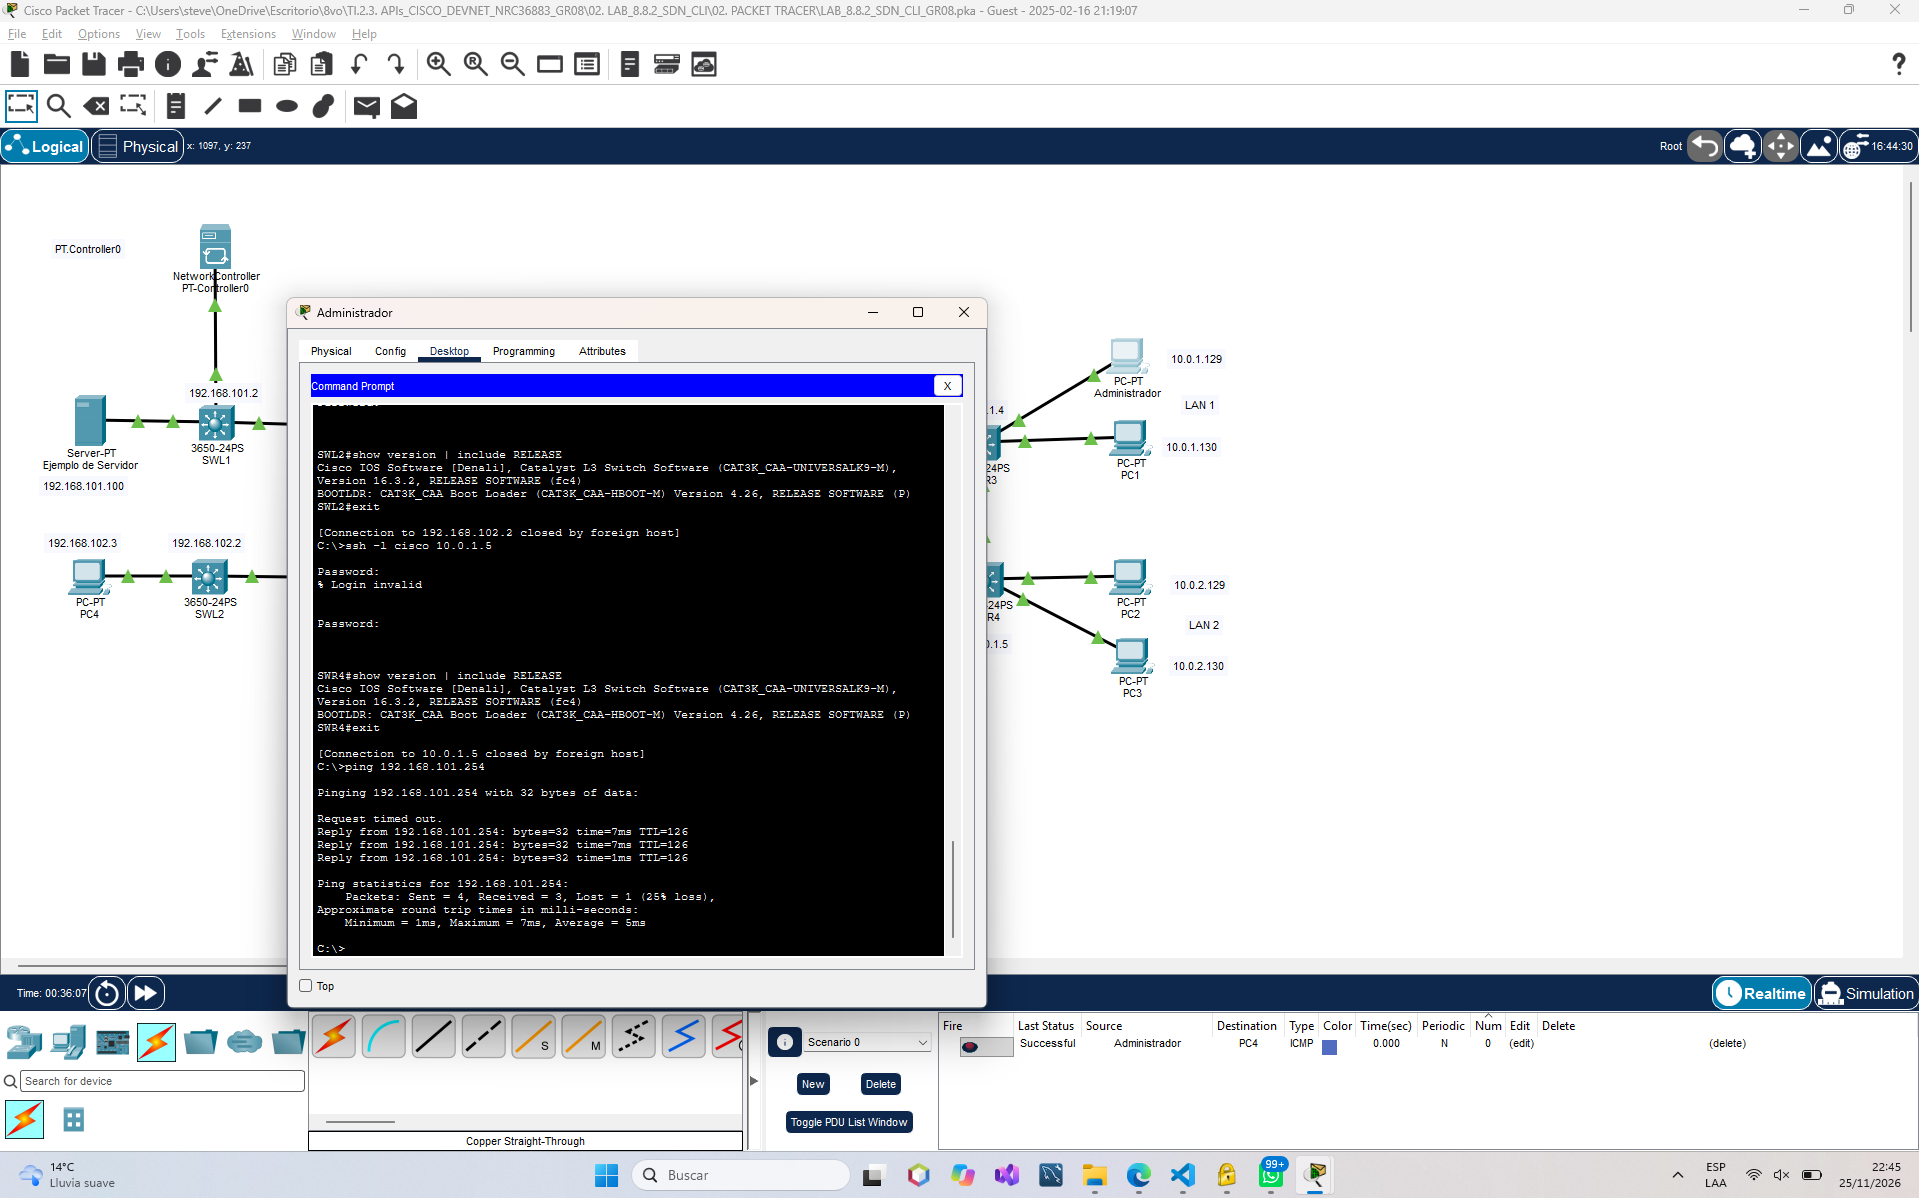 Cisco Packet Tracer - C:\Users\steve\OneDrive\Escritorio\8vo\TI.2.3. APIs_CISCO_DEVNET_NRC36883_GR08\02. LAB_8.8.2_SDN_CLI\02. PACKET TRACER\LAB_8.8.2_SDN_CLI_GR08.pka - Guest - 2025-02-16 21:19:07
File Edit Options View Tools Extensions Window Help
Logical Physical x: 1097, y: 237 Root 16:44:30
PT.Controller0
NetworkController
PT-Controller0
192.168.101.2
3650-24PS
SWL1
Server-PT
Ejemplo de Servidor
192.168.101.100
192.168.102.3
192.168.102.2
PC-PT
PC4
3650-24PS
SWL2
Administrador
Physical Config Desktop Programming Attributes
Command Prompt X
SWL2#show version | include RELEASE
Cisco IOS Software [Denali], Catalyst L3 Switch Software (CAT3K_CAA-UNIVERSALK9-M),
Version 16.3.2, RELEASE SOFTWARE (fc4)
BOOTLDR: CAT3K_CAA Boot Loader (CAT3K_CAA-HBOOT-M) Version 4.26, RELEASE SOFTWARE (P)
SWL2#exit
[Connection to 192.168.102.2 closed by foreign host]
C:\>ssh -l cisco 10.0.1.5
Password:
% Login invalid
Password:
SWR4#show version | include RELEASE
Cisco IOS Software [Denali], Catalyst L3 Switch Software (CAT3K_CAA-UNIVERSALK9-M),
Version 16.3.2, RELEASE SOFTWARE (fc4)
BOOTLDR: CAT3K_CAA Boot Loader (CAT3K_CAA-HBOOT-M) Version 4.26, RELEASE SOFTWARE (P)
SWR4#exit
[Connection to 10.0.1.5 closed by foreign host]
C:\>ping 192.168.101.254
Pinging 192.168.101.254 with 32 bytes of data:
Request timed out.
Reply from 192.168.101.254: bytes=32 time=7ms TTL=126
Reply from 192.168.101.254: bytes=32 time=7ms TTL=126
Reply from 192.168.101.254: bytes=32 time=1ms TTL=126
Ping statistics for 192.168.101.254:
Packets: Sent = 4, Received = 3, Lost = 1 (25% loss),
Approximate round trip times in milli-seconds:
Minimum = 1ms, Maximum = 7ms, Average = 5ms
C:\>
Top
.1.4
24PS
R3
PC-PT
Administrador
10.0.1.129
LAN 1
10.0.1.130
PC-PT
PC1
24PS
R4
0.1.5
PC-PT
PC2
10.0.2.129
LAN 2
10.0.2.130
PC-PT
PC3
Time: 00:36:07
Realtime Simulation
Search for device
S M
Copper Straight-Through
Scenario 0
New Delete
Toggle PDU List Window
Fire Last Status Source Destination Type Color Time(sec) Periodic Num Edit Delete
Successful Administrador PC4 ICMP 0.000 N 0 (edit) (delete)
14°C
Lluvia suave
Buscar
99+
ESP
LAA
22:45
25/11/2026